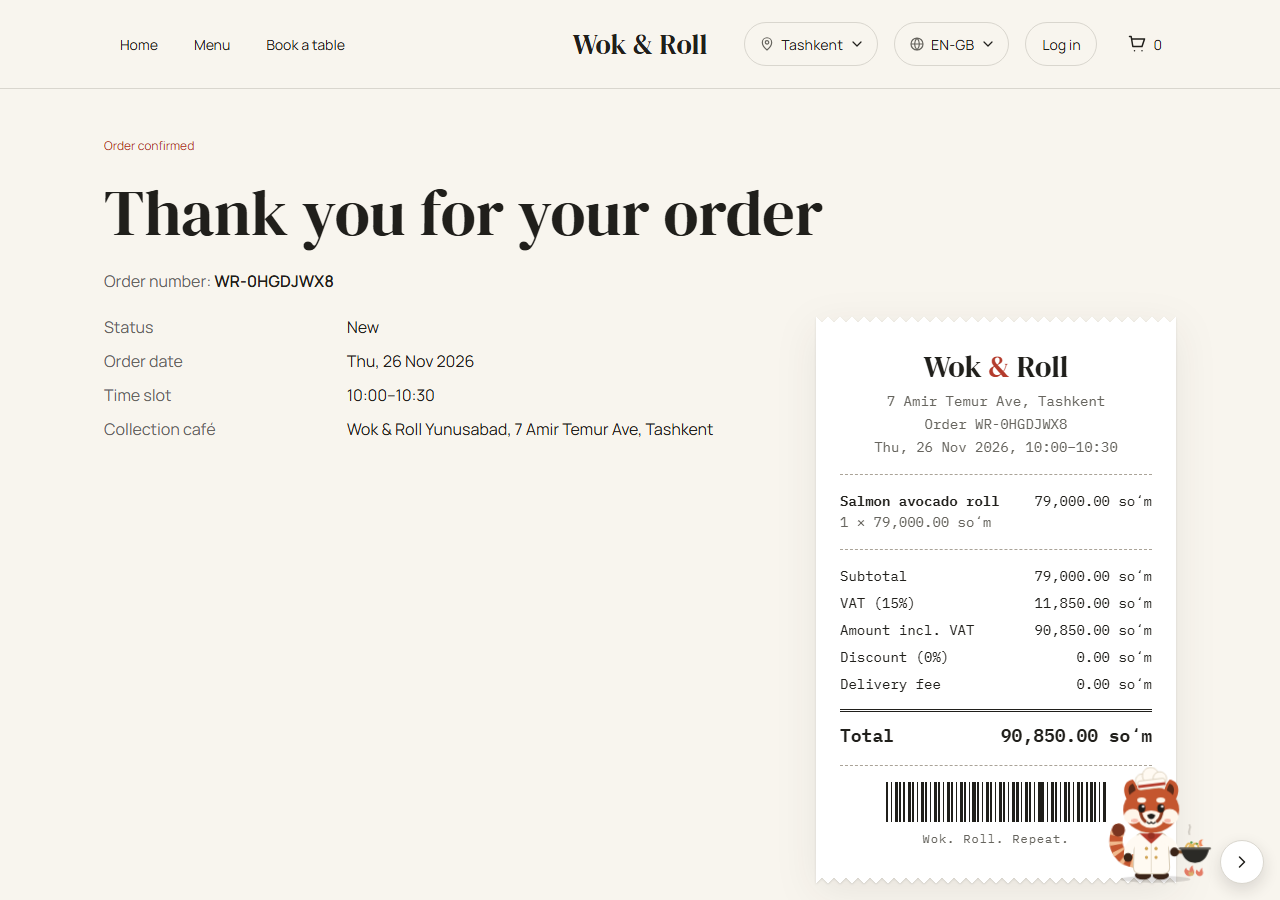 Home
Menu
Book a table
Wok & Roll
Tashkent
EN-GB
Log in
0
Order confirmed
Thank you for your order
Order number: WR-0HGDJWX8
Status New
Order date Thu, 26 Nov 2026
Time slot 10:00–10:30
Collection café Wok & Roll Yunusabad, 7 Amir Temur Ave, Tashkent
Wok & Roll
7 Amir Temur Ave, Tashkent
Order WR-0HGDJWX8
Thu, 26 Nov 2026, 10:00–10:30
Salmon avocado roll 79,000.00 soʻm
1 × 79,000.00 soʻm
Subtotal 79,000.00 soʻm
VAT (15%) 11,850.00 soʻm
Amount incl. VAT 90,850.00 soʻm
Discount (0%) 0.00 soʻm
Delivery fee 0.00 soʻm
Total 90,850.00 soʻm
Wok. Roll. Repeat.